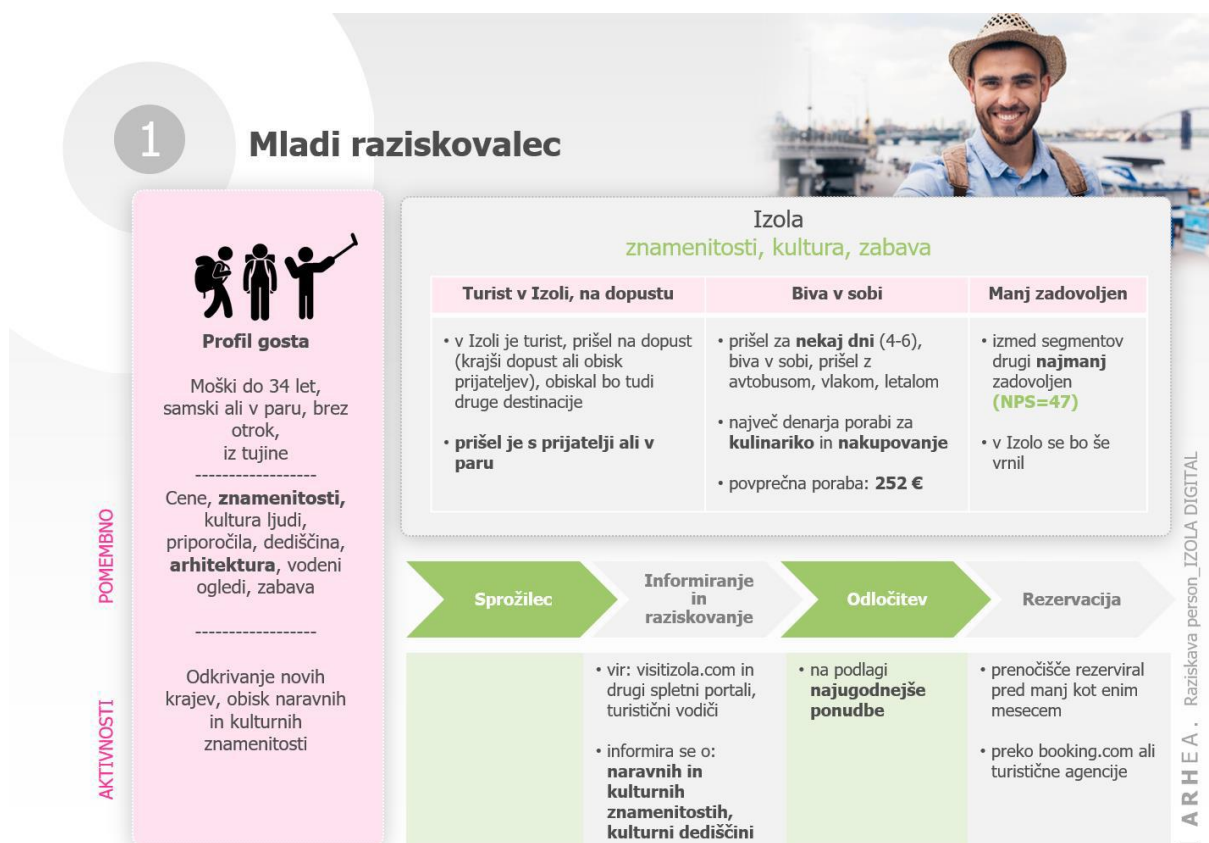 1
Mladi raziskovalec
Profil gosta
Moški do 34 let,
samski ali v paru, brez
otrok,
iz tujine
------------------
POMEMBNO
Cene, znamenitosti,
kultura ljudi,
priporočila, dediščina,
arhitektura, vodeni
ogledi, zabava
------------------
AKTIVNOSTI
Odkrivanje novih
krajev, obisk naravnih
in kulturnih
znamenitosti
Izola
znamenitosti, kultura, zabava
Turist v Izoli, na dopustu
• v Izoli je turist, prišel na dopust
(krajši dopust ali obisk
prijateljev), obiskal bo tudi
druge destinacije
• prišel je s prijatelji ali v
paru
Biva v sobi
• prišel za nekaj dni (4-6),
biva v sobi, prišel z
avtobusom, vlakom, letalom
• največ denarja porabi za
kulinariko in nakupovanje
• povprečna poraba: 252 €
Manj zadovoljen
• izmed segmentov
drugi najmanj
zadovoljen
(NPS=47)
• v Izolo se bo še
vrnil
Sprožilec
Informiranje
in
raziskovanje
• vir: visitizola.com in
drugi spletni portali,
turistični vodiči
• informira se o:
naravnih in
kulturnih
znamenitostih,
kulturni dediščini
Odločitev
• na podlagi
najugodnejše
ponudbe
Rezervacija
• prenočišče rezerviral
pred manj kot enim
mesecem
• preko booking.com ali
turistične agencije
ARHEA. Raziskava person_IZOLA DIGITAL